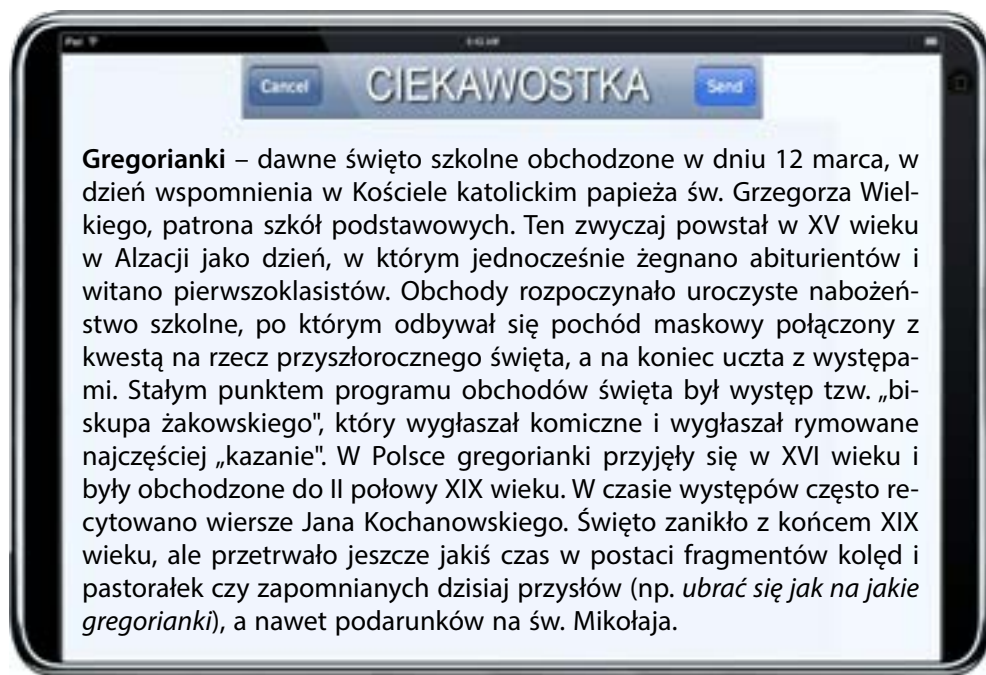 Cancel CIEKAWOSTKA Send
Gregorianki – dawne święto szkolne obchodzone w dniu 12 marca, w
dzień wspomnienia w Kościele katolickim papieża św. Grzegorza Wiel-
kiego, patrona szkół podstawowych. Ten zwyczaj powstał w XV wieku
w Alzacji jako dzień, w którym jednocześnie żegnano abiturientów i
witano pierwszoklasistów. Obchody rozpoczynało uroczyste nabożeń-
stwo szkolne, po którym odbywał się pochód maskowy połączony z
kwestą na rzecz przyszłorocznego święta, a na koniec uczta z występa-
mi. Stałym punktem programu obchodów święta był występ tzw. „bi-
skupa żakowskiego", który wygłaszał komiczne i wygłaszał rymowane
najczęściej „kazanie". W Polsce gregorianki przyjęły się w XVI wieku i
były obchodzone do II połowy XIX wieku. W czasie występów często re-
cytowano wiersze Jana Kochanowskiego. Święto zanikło z końcem XIX
wieku, ale przetrwało jeszcze jakiś czas w postaci fragmentów kolęd i
pastorałek czy zapomnianych dzisiaj przysłów (np. ubrać się jak na jakie
gregorianki), a nawet podarunków na św. Mikołaja.